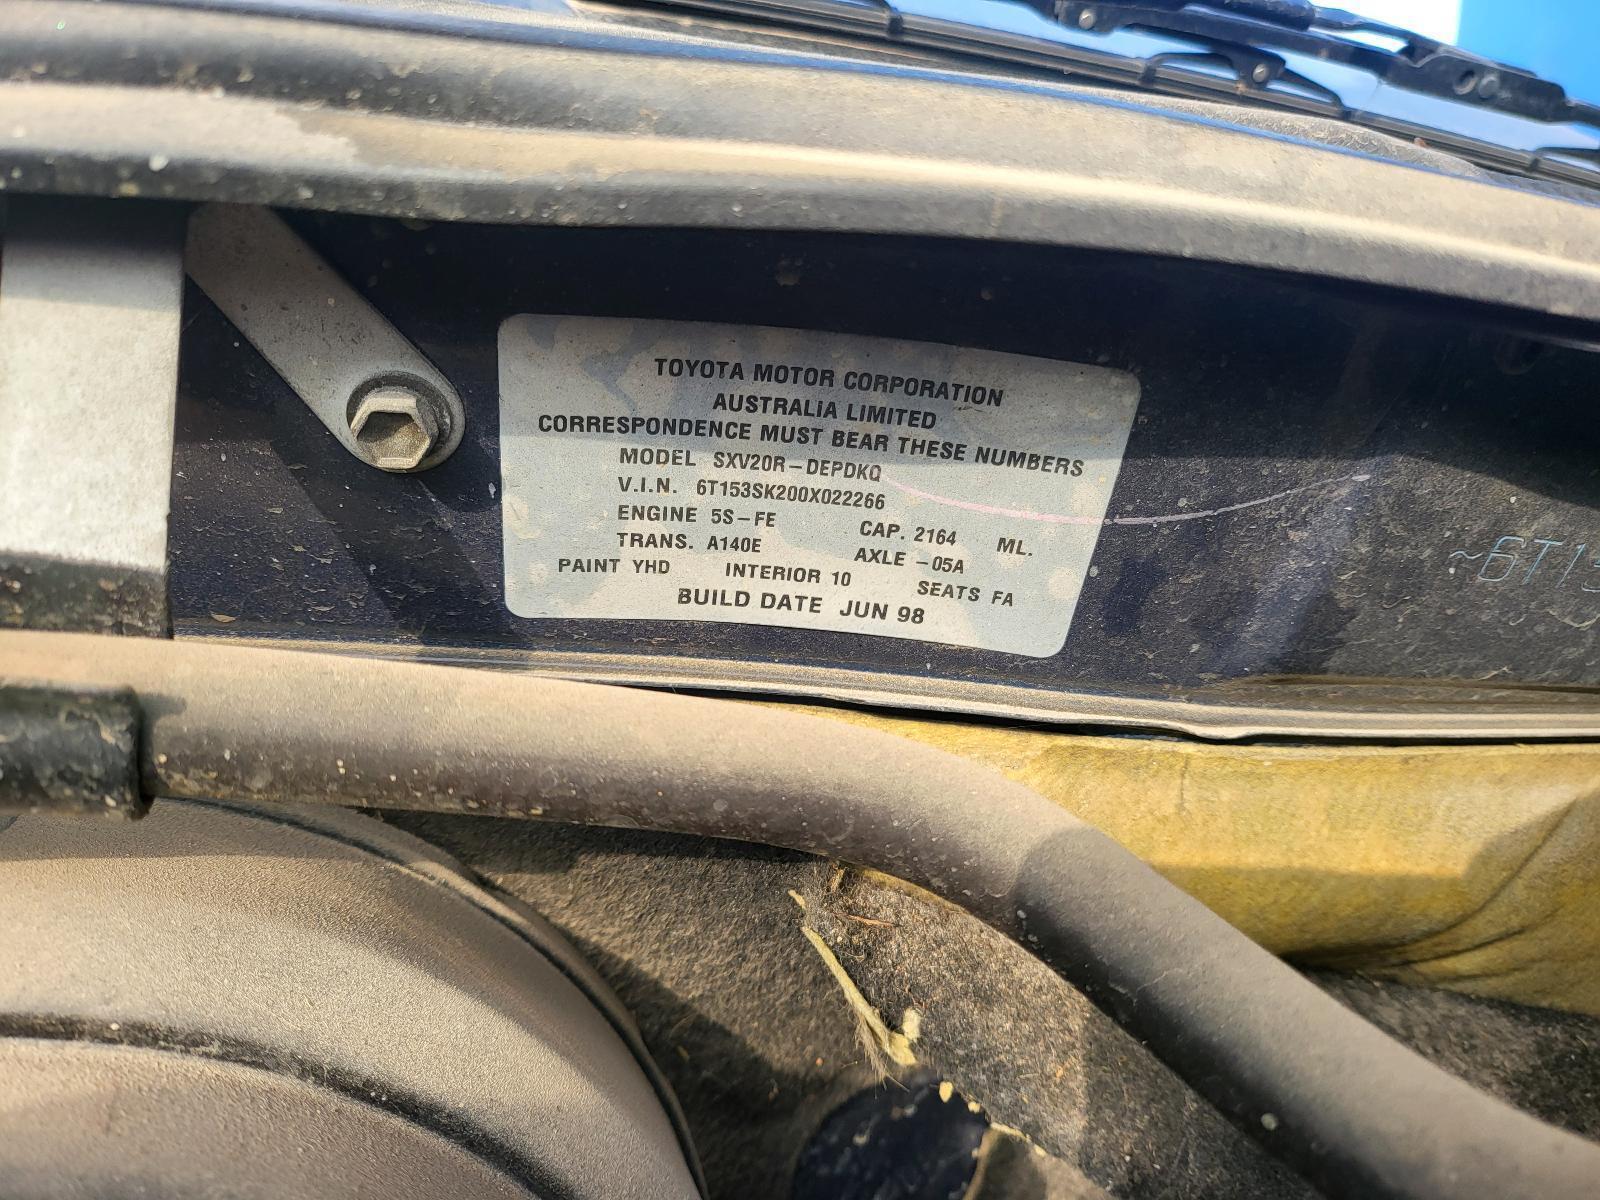 TOYOTA MOTOR CORPORATION
AUSTRALIA LIMITED
CORRESPONDENCE MUST BEAR THESE NUMBERS
MODEL SXV20R-DEPDKQ
V.I.N. 6T153SK200X022266
ENGINE 5S-FE CAP. 2164 ML.
TRANS. A140E AXLE -05A
PAINT YHD INTERIOR 10 SEATS FA
BUILD DATE JUN 98
~6T15